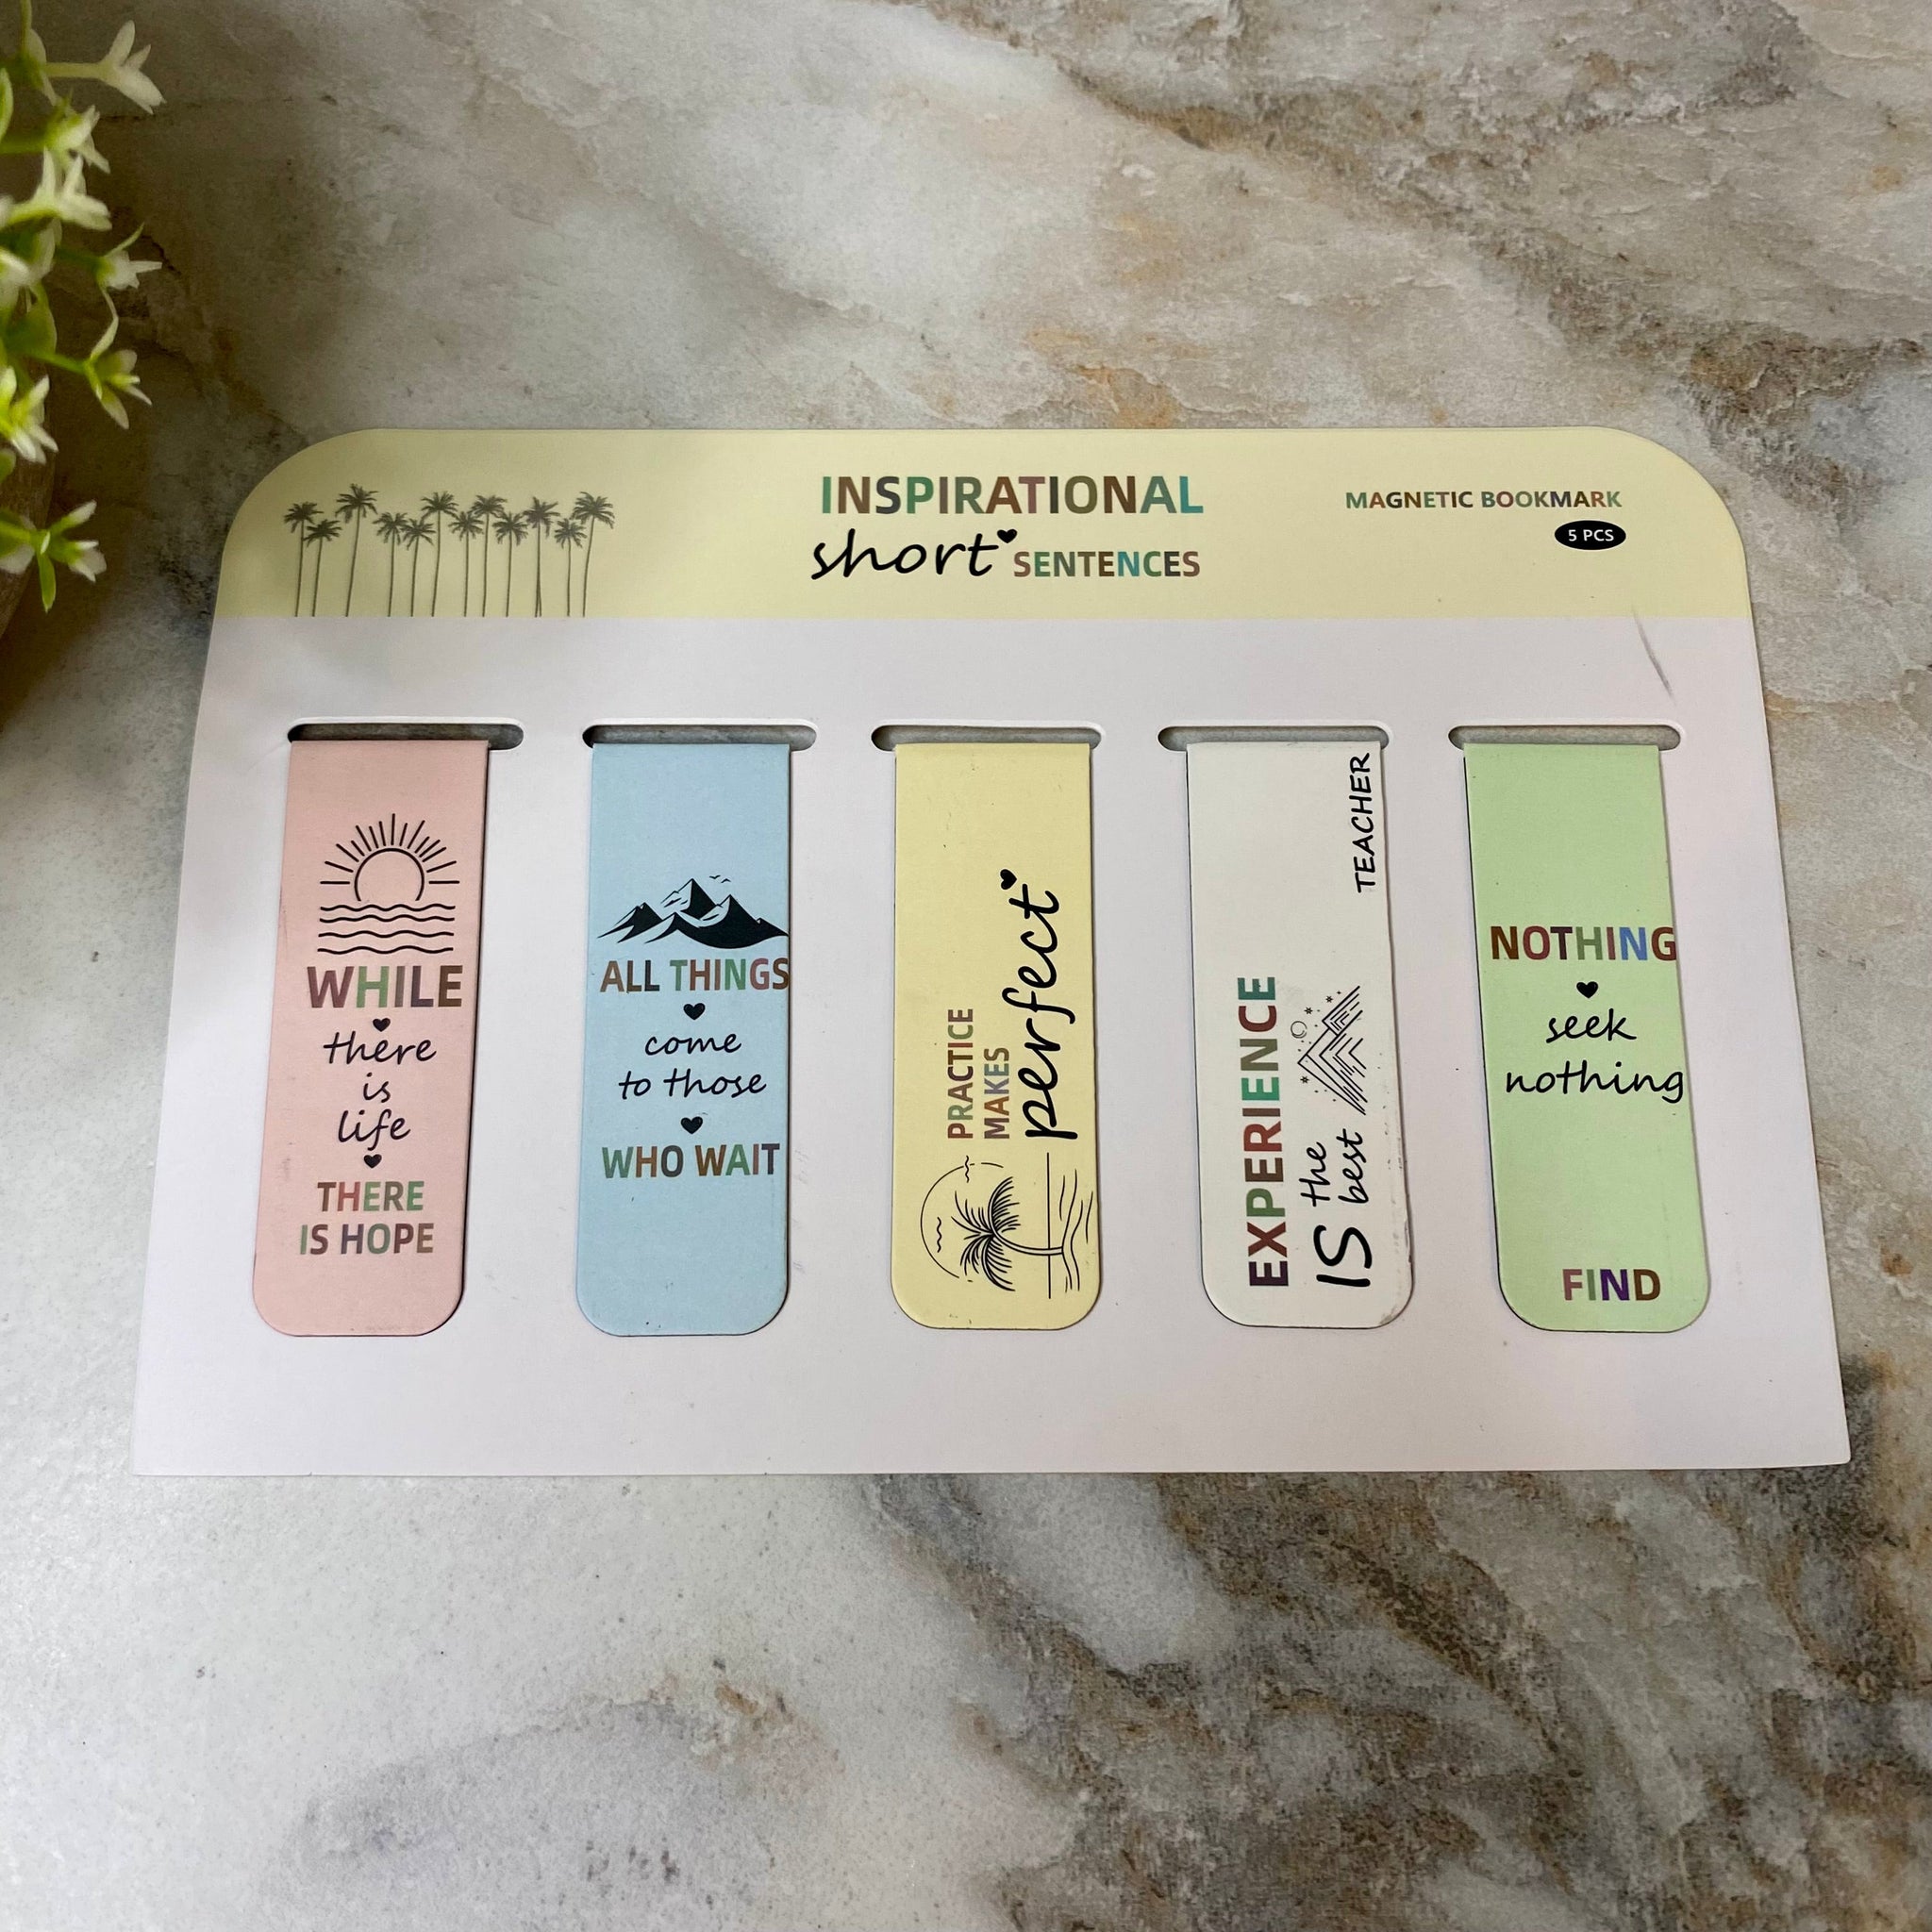 INSPIRATIONAL
short SENTENCES
MAGNETIC BOOKMARK
5 PCS
WHILE
there
is
life
THERE
IS HOPE
ALL THINGS
come
to those
WHO WAIT
PRACTICE
MAKES
perfect
EXPERIENCE
IS the
best
TEACHER
NOTHING
seek
nothing
FIND